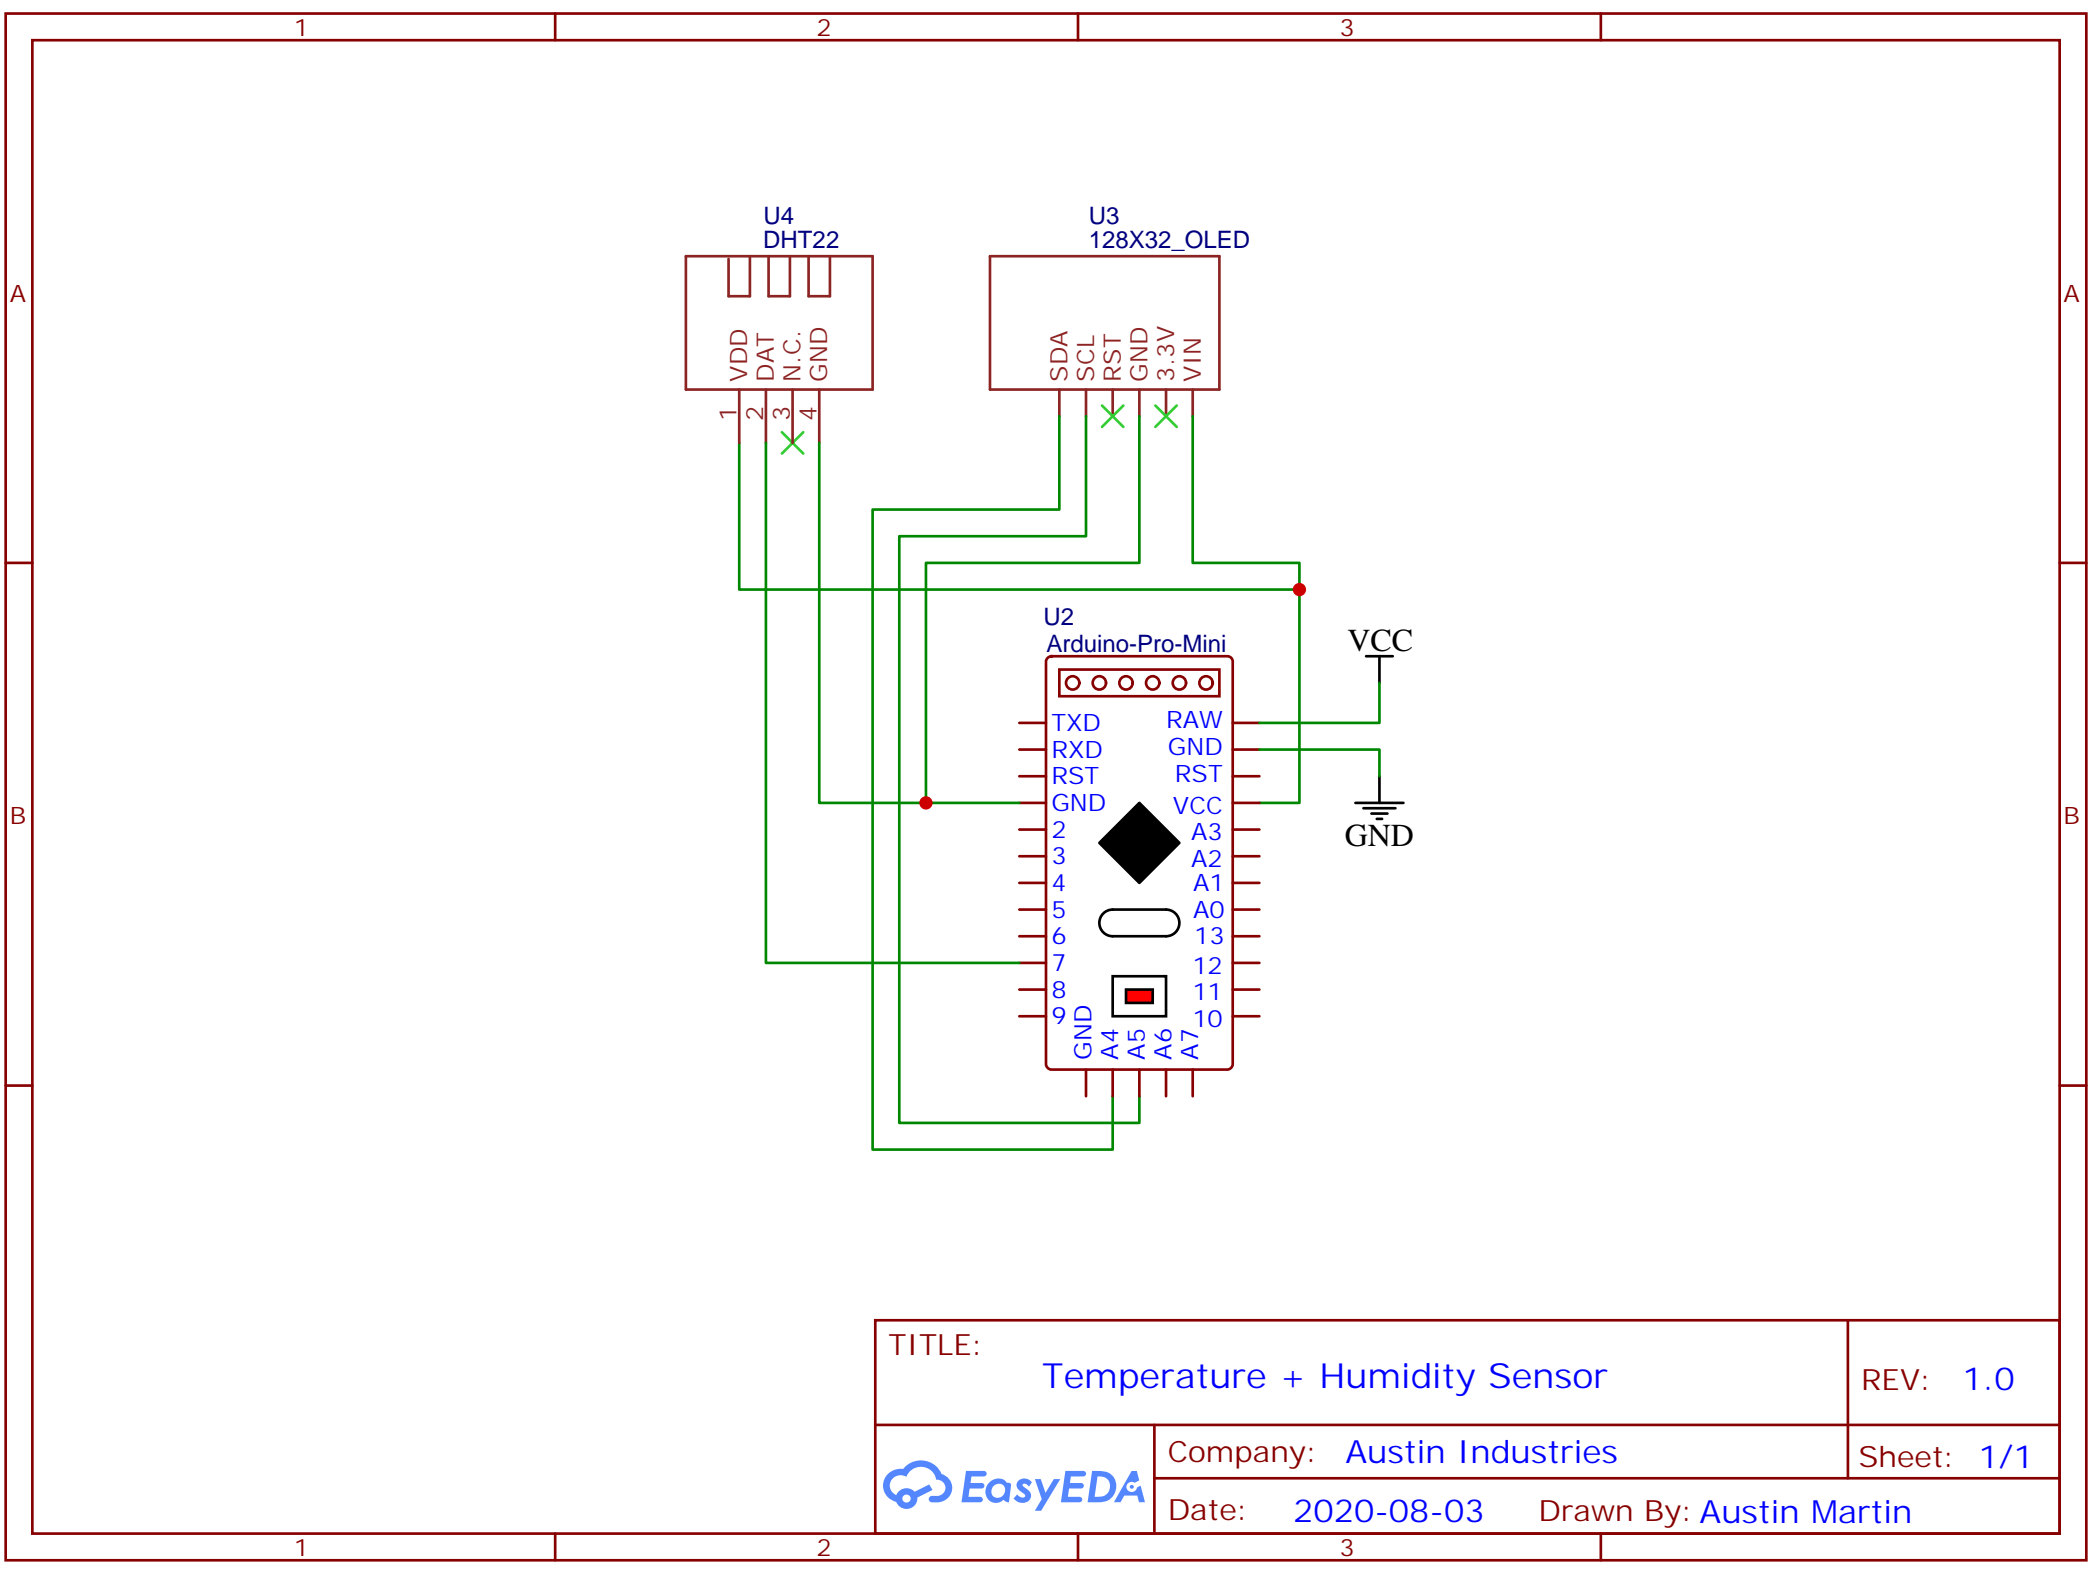 1 2 3
A A
B B
U4
DHT22
VDD
DAT
N.C.
GND
1
2
3
4
U3
128X32_OLED
SDA
SCL
RST
GND
3.3V
VIN
U2
Arduino-Pro-Mini
TXD
RXD
RST
GND
2
3
4
5
6
7
8
9
RAW
GND
RST
VCC
A3
A2
A1
A0
13
12
11
10
GND
A4
A5
A6
A7
VCC
GND
TITLE:
Temperature + Humidity Sensor
REV: 1.0
EasyEDA
Company: Austin Industries
Sheet: 1/1
Date: 2020-08-03 Drawn By: Austin Martin
1 2 3